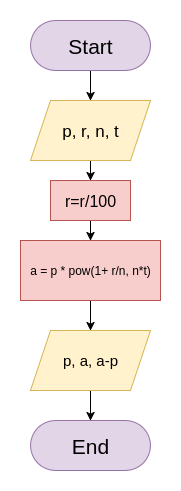 Start
p, r, n, t
r=r/100
a = p * pow(1+ r/n, n*t)
p, a, a-p
End